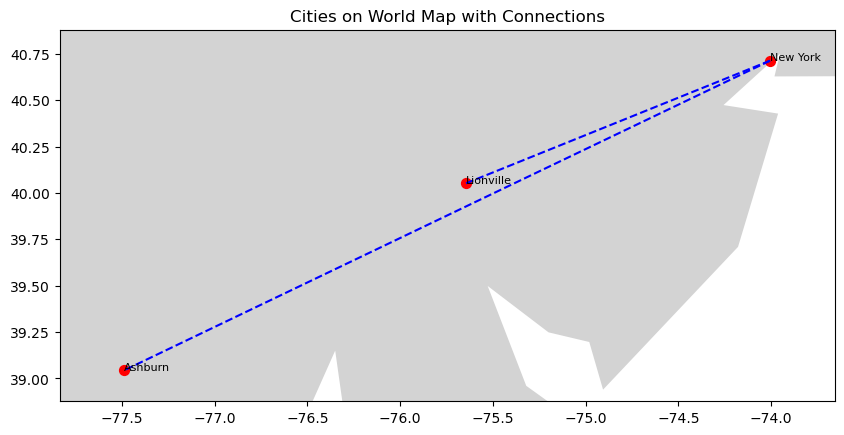 Cities on World Map with Connections
40.75
New York
40.50
40.25
Lionville
40.00
39.75
39.50
39.25
Ashburn
39.00
−77.5 −77.0 −76.5 −76.0 −75.5 −75.0 −74.5 −74.0